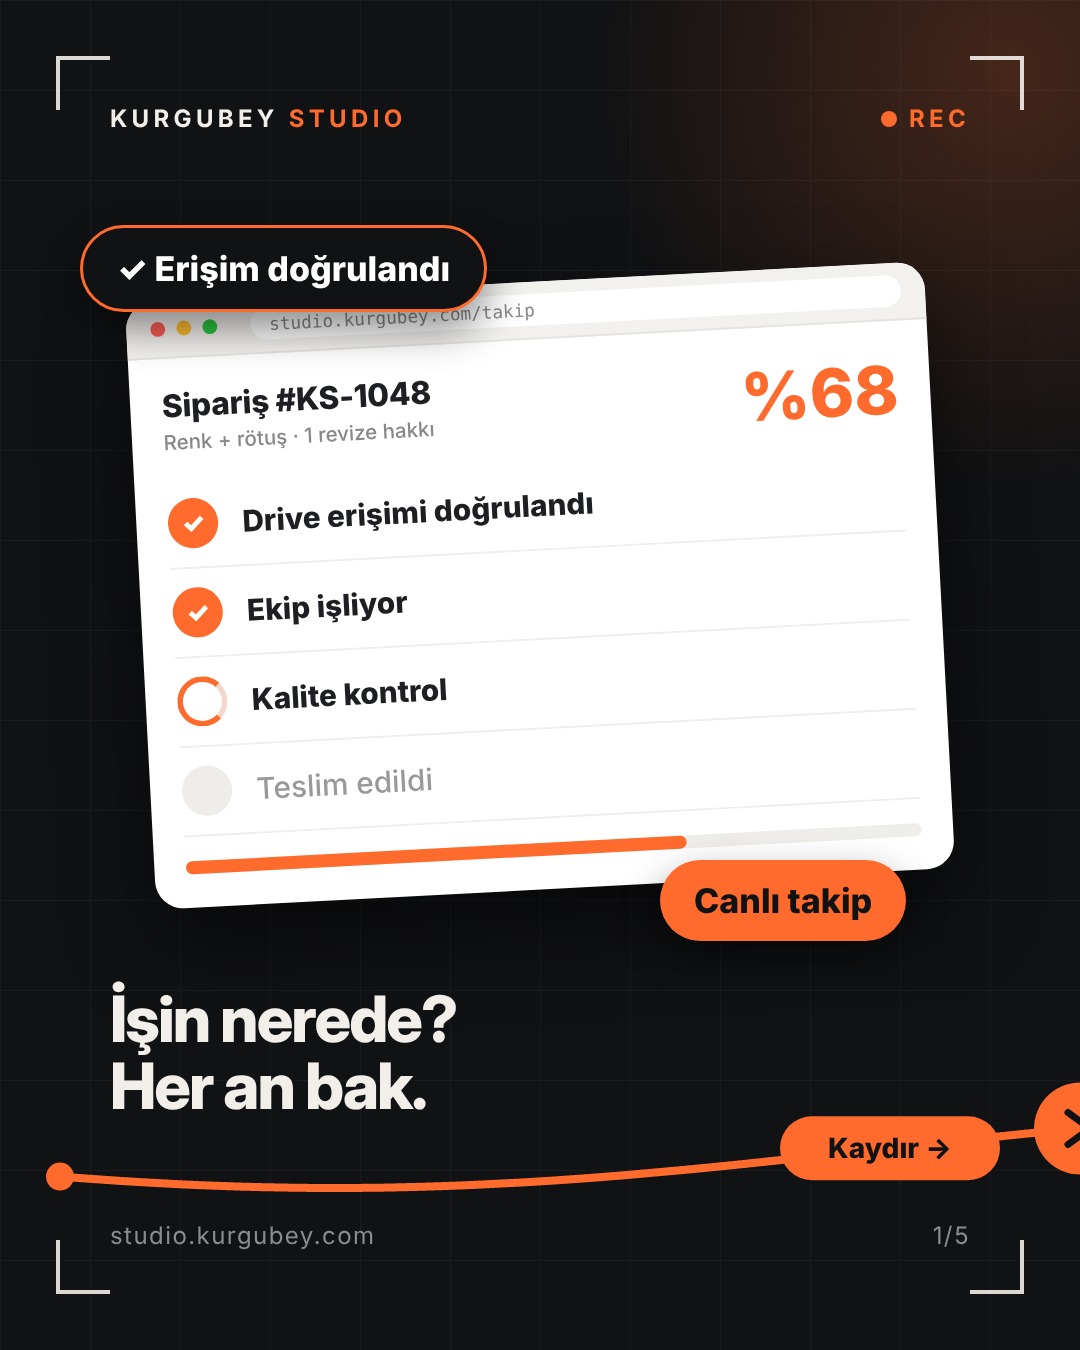 KURGUBEY STUDIO
REC
✓ Erişim doğrulandı
studio.kurgubey.com/takip
Sipariş #KS-1048
%68
Renk + rötuş · 1 revize hakkı
Drive erişimi doğrulandı
Ekip işliyor
Kalite kontrol
Teslim edildi
Canlı takip
İşin nerede?
Her an bak.
Kaydır →
studio.kurgubey.com
1/5